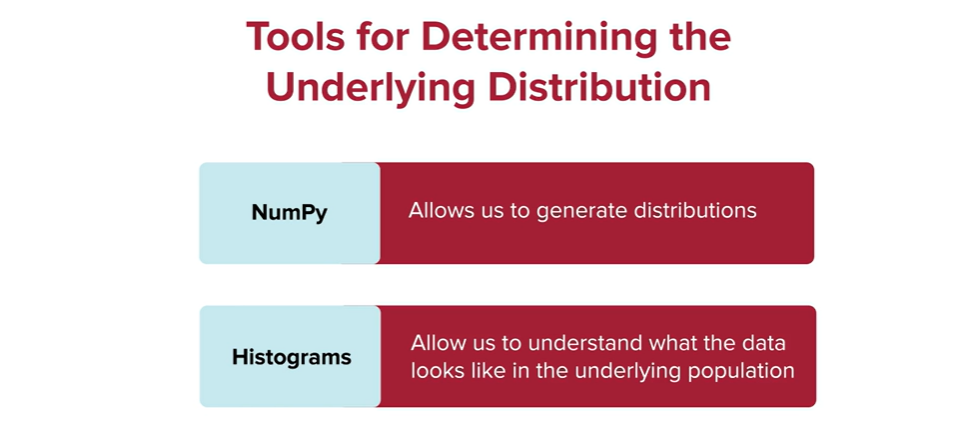 Tools for Determining the
Underlying Distribution
NumPy
Allows us to generate distributions
Histograms
Allow us to understand what the data
looks like in the underlying population